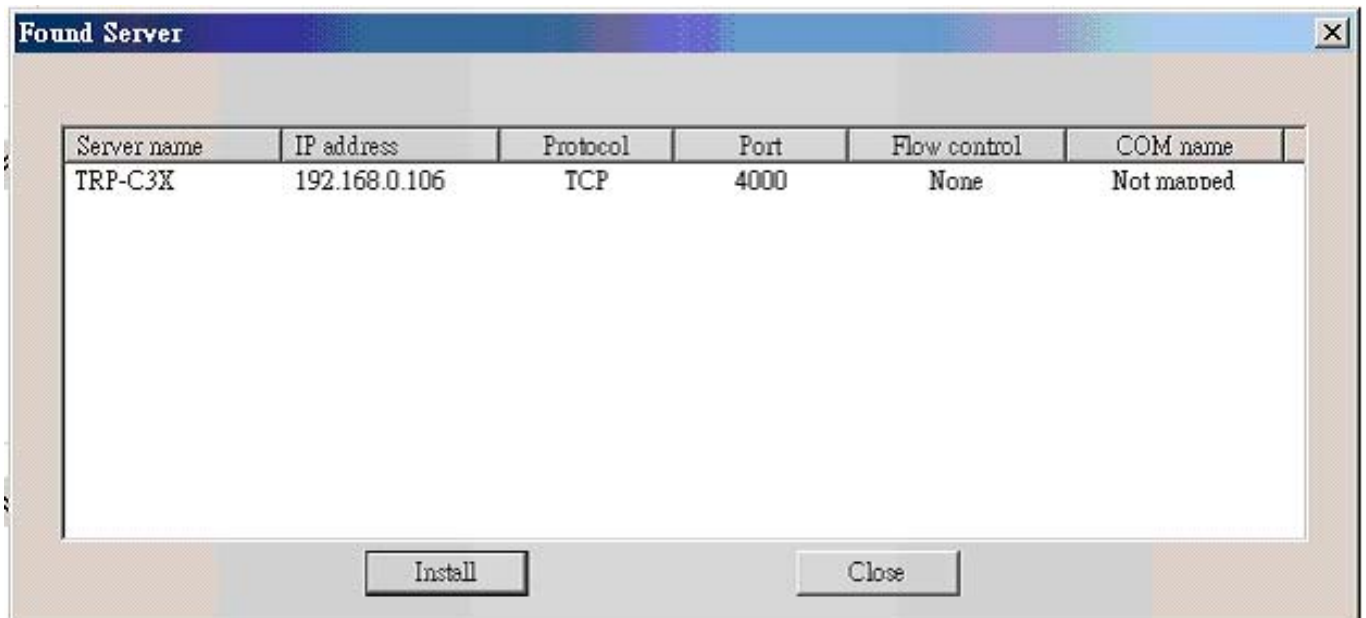 Found Server
Server name IP address Protocol Port Flow control COM name
TRP-C3X 192.168.0.106 TCP 4000 None Not mapped
Install Close